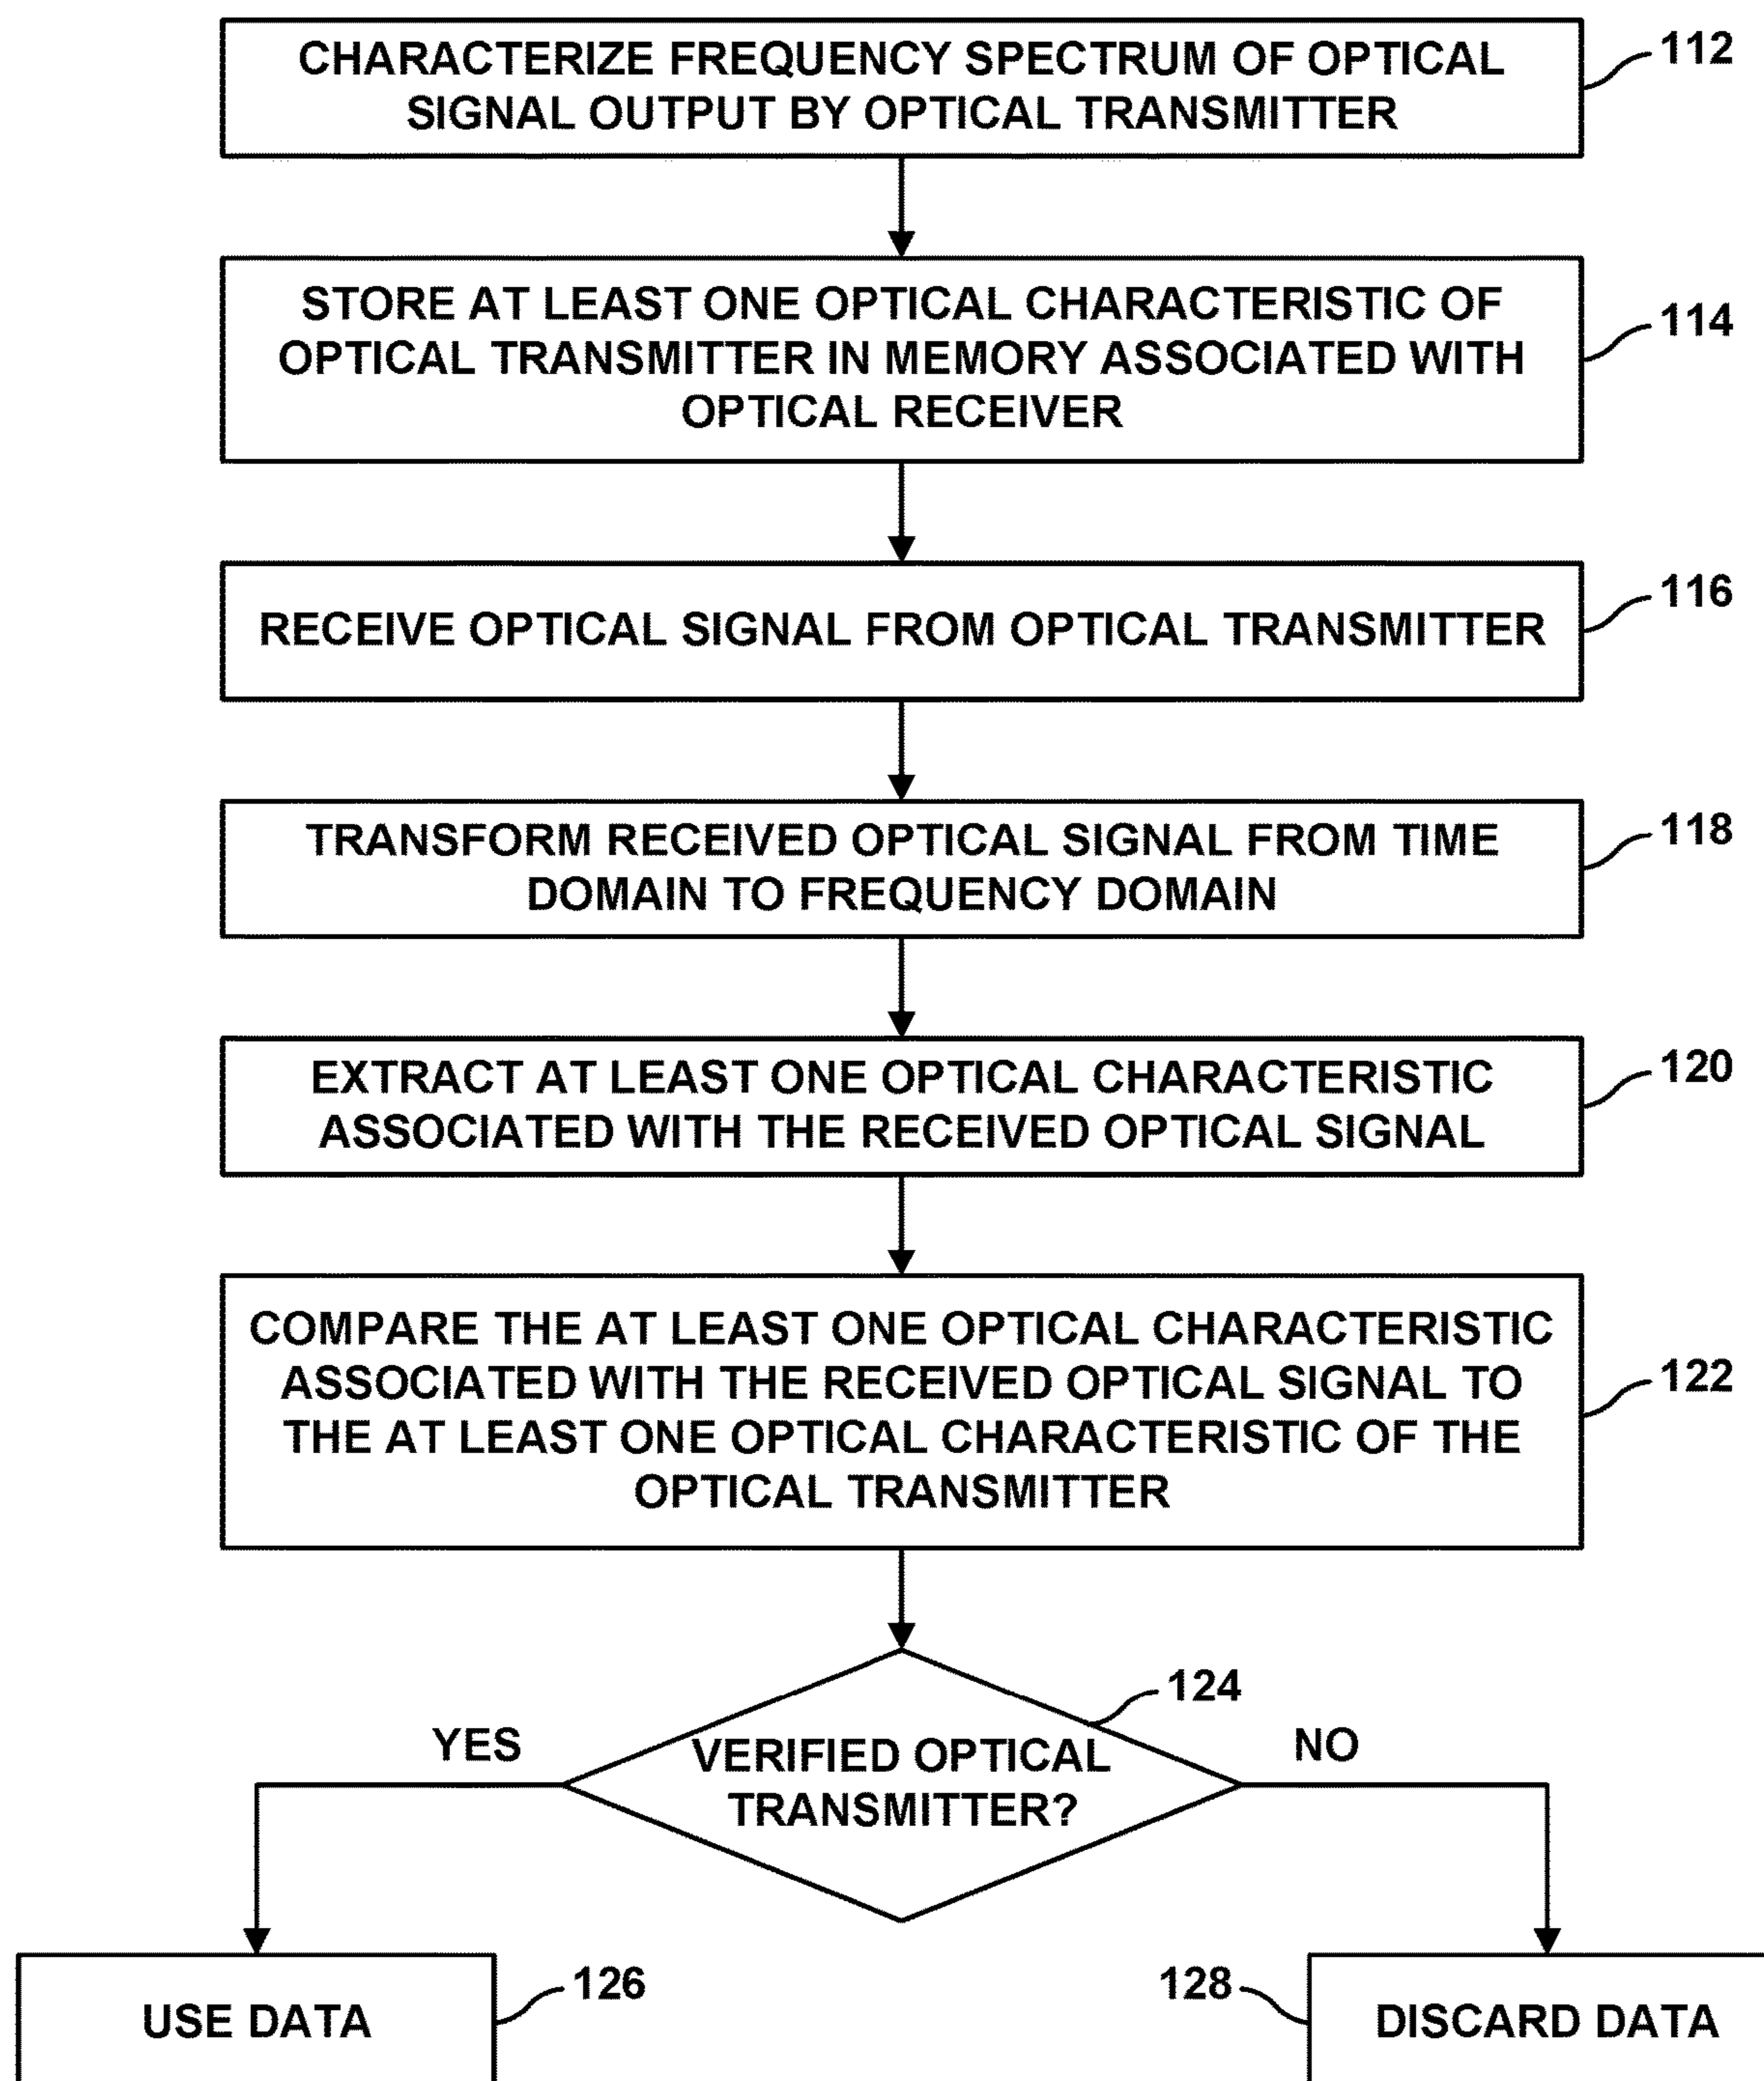 CHARACTERIZE FREQUENCY SPECTRUM OF OPTICAL
SIGNAL OUTPUT BY OPTICAL TRANSMITTER
112
STORE AT LEAST ONE OPTICAL CHARACTERISTIC OF
OPTICAL TRANSMITTER IN MEMORY ASSOCIATED WITH
OPTICAL RECEIVER
114
RECEIVE OPTICAL SIGNAL FROM OPTICAL TRANSMITTER
116
TRANSFORM RECEIVED OPTICAL SIGNAL FROM TIME
DOMAIN TO FREQUENCY DOMAIN
118
EXTRACT AT LEAST ONE OPTICAL CHARACTERISTIC
ASSOCIATED WITH THE RECEIVED OPTICAL SIGNAL
120
COMPARE THE AT LEAST ONE OPTICAL CHARACTERISTIC
ASSOCIATED WITH THE RECEIVED OPTICAL SIGNAL TO
THE AT LEAST ONE OPTICAL CHARACTERISTIC OF THE
OPTICAL TRANSMITTER
122
124
YES
VERIFIED OPTICAL
TRANSMITTER?
NO
USE DATA
126
128
DISCARD DATA